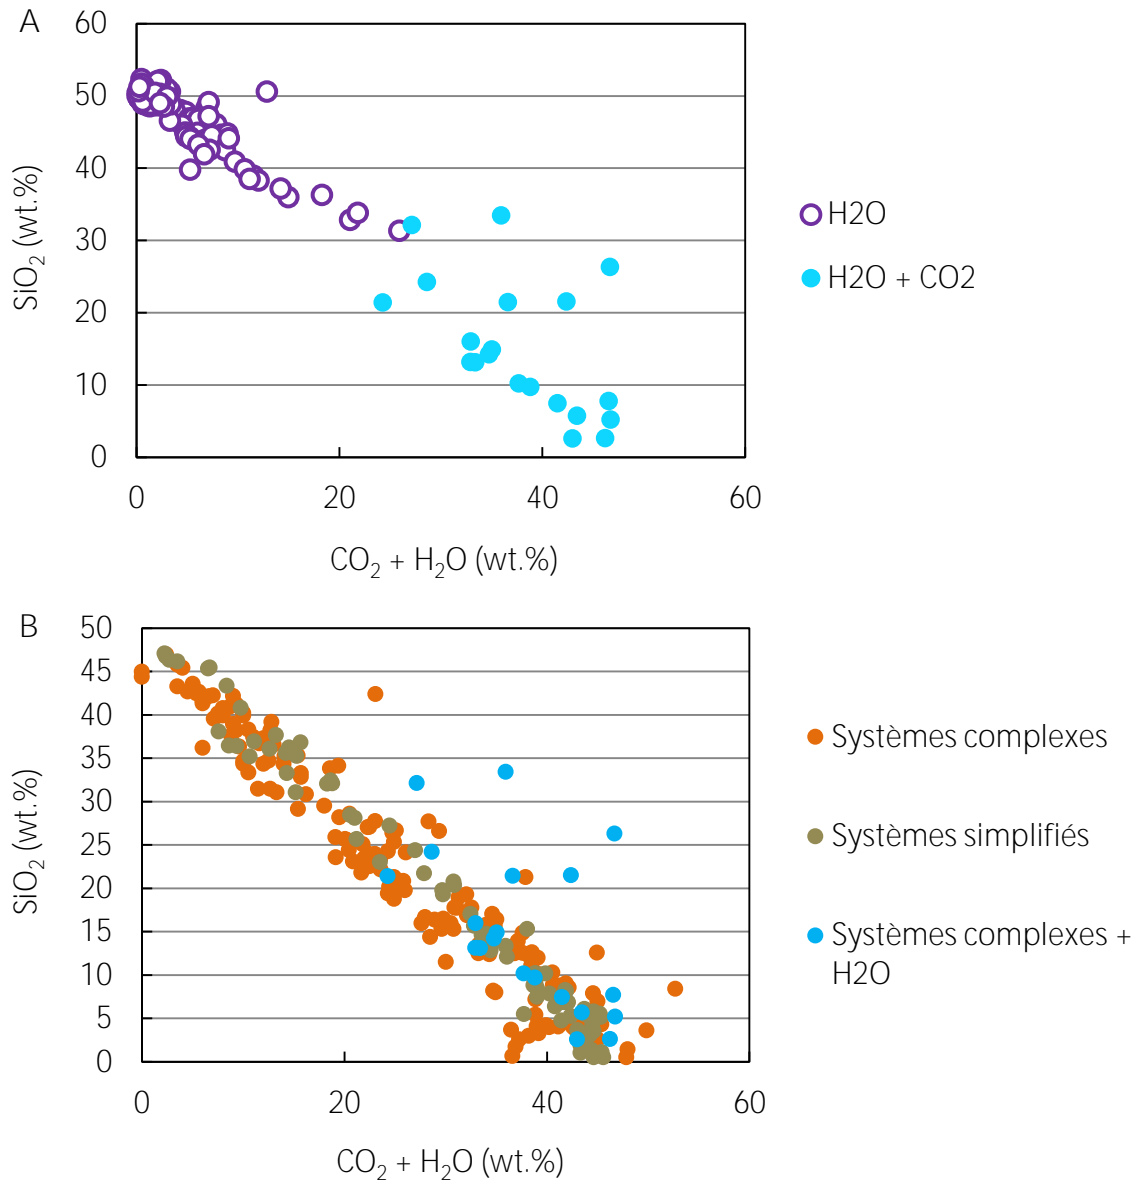 A
60
50
40
30
20
10
0
SiO2 (wt.%)
0 20 40 60
CO2 + H2O (wt.%)
H2O
H2O + CO2
B
50
45
40
35
30
25
20
15
10
5
0
SiO2 (wt.%)
0 20 40 60
CO2 + H2O (wt.%)
Systèmes complexes
Systèmes simplifiés
Systèmes complexes +
H2O